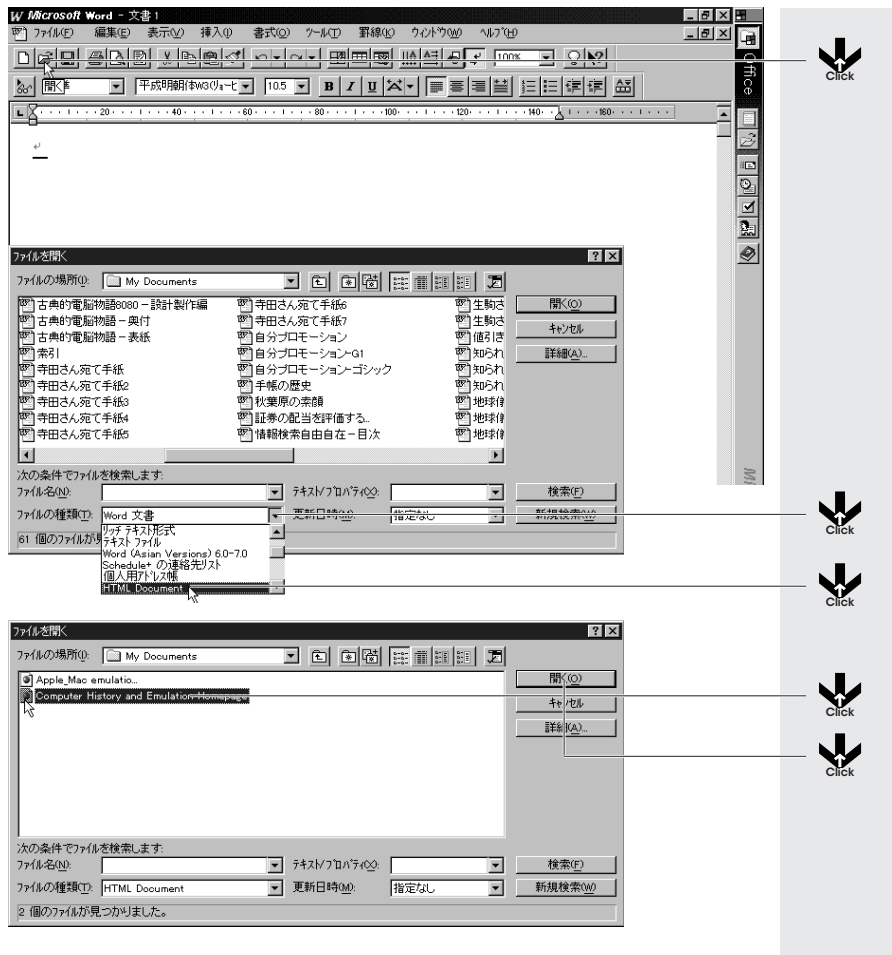 Microsoft Word - 文書1
ファイル(F) 編集(E) 表示(V) 挿入(I) 書式(O) ツール(T) 罫線(K) ウィンドウ(W) ヘルプ(H)
100%
Click
Office
開く
平成明朝体W3(リョービ
10.5
B I U
20 40 60 80 100 120 140 160
ファイルを開く
ファイルの場所(I): My Documents
古典的電脳物語8080-設計製作編 寺田さん宛て手紙6 生駒さ 開く(O)
古典的電脳物語-奥付 寺田さん宛て手紙7 生駒さ
古典的電脳物語-表紙 自分プロモーション 値引き キャンセル
索引 自分プロモーション-G1 知られ 詳細(A)...
寺田さん宛て手紙 自分プロモーション-ゴシック 知られ
寺田さん宛て手紙2 手帳の歴史 知られ
寺田さん宛て手紙3 秋葉原の素顔 地球
寺田さん宛て手紙4 証券の配当を評価する.. 地球
寺田さん宛て手紙5 情報検索自由自在-目次 地球
次の条件でファイルを検索します:
ファイル名(N): テキスト/プロパティ(X): 検索(F)
ファイルの種類(T): Word 文書 更新日時(M): 指定なし 新規検索(W)
Click
61 個のファイルが見
リッチ テキスト形式
テキスト ファイル
Word (Asian Versions) 6.0-7.0
Schedule+ の連絡先リスト
個人用アドレス帳
HTML Document
Click
ファイルを開く
ファイルの場所(I): My Documents
Apple_Mac emulatio... 開く(O)
Computer History and Emulation Homepage
Click
キャンセル
詳細(A)...
Click
次の条件でファイルを検索します:
ファイル名(N): テキスト/プロパティ(X): 検索(F)
ファイルの種類(T): HTML Document 更新日時(M): 指定なし 新規検索(W)
2 個のファイルが見つかりました。